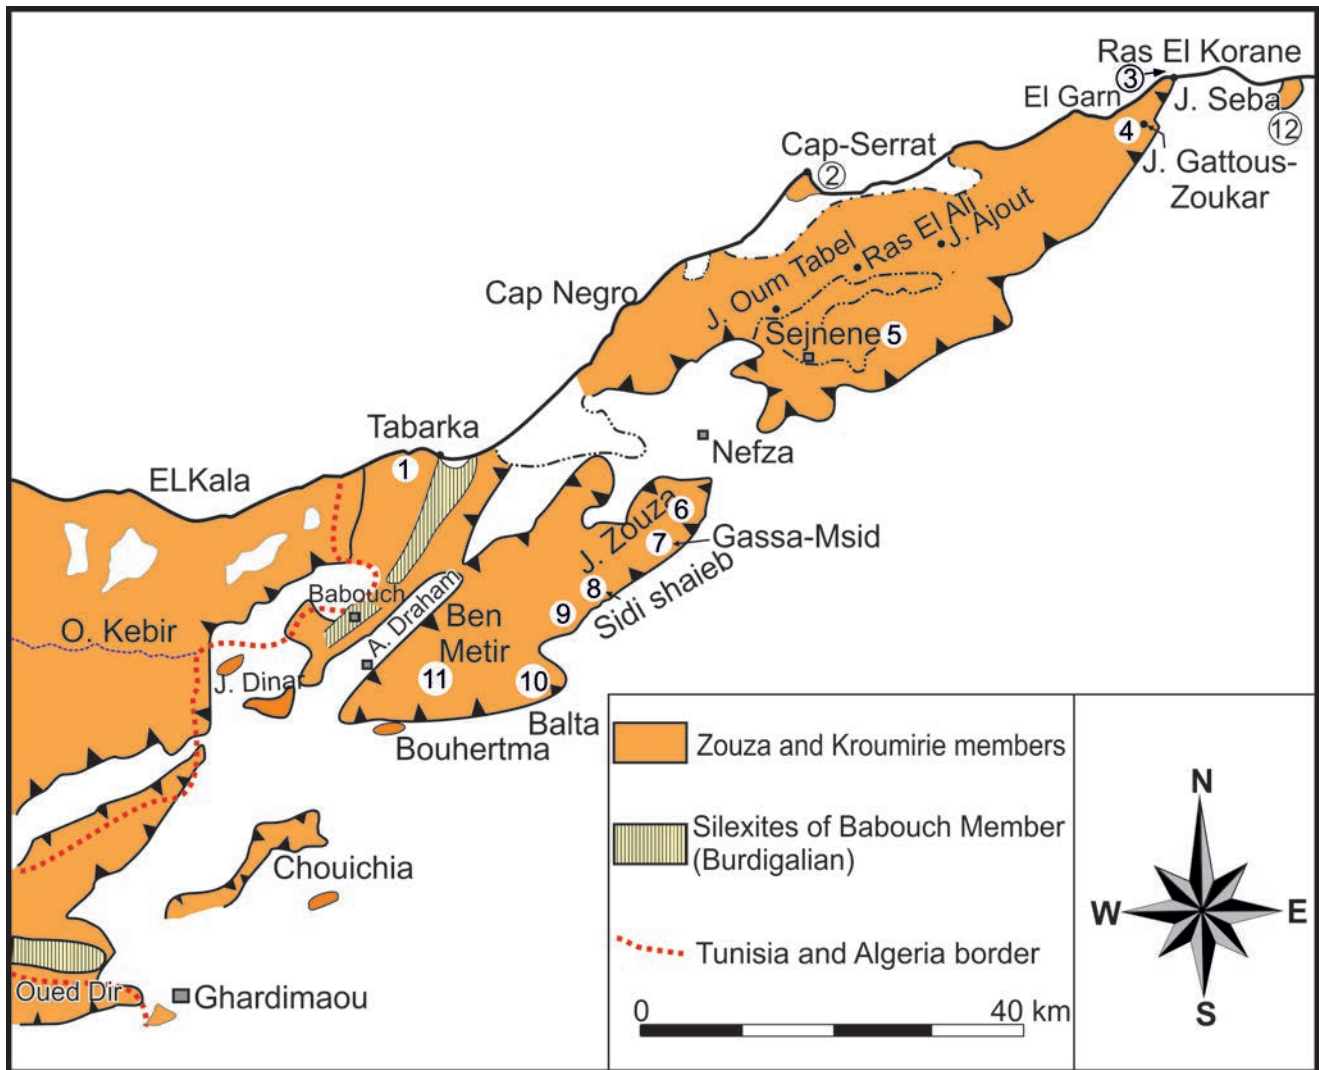 Ras El Korane
3
El Garn
J. Seba
12
4
J. Gattous-
Zoukar
Cap-Serrat
2
Ras El Ali
J. Ajout
J. Oum Tabel
Cap Negro
Sejnene
5
Tabarka
Nefza
1
ELKala
6
J. Zouza
7
Gassa-Msid
8
Sidi shaieb
9
Babouch
A. Draham
Ben
Metir
O. Kebir
11
10
J. Dinar
Balta
Bouhertma
Chouichia
Oued Dir
Ghardimaou
Zouza and Kroumirie members
Silexites of Babouch Member
(Burdigalian)
Tunisia and Algeria border
0
40 km
N
W
E
S